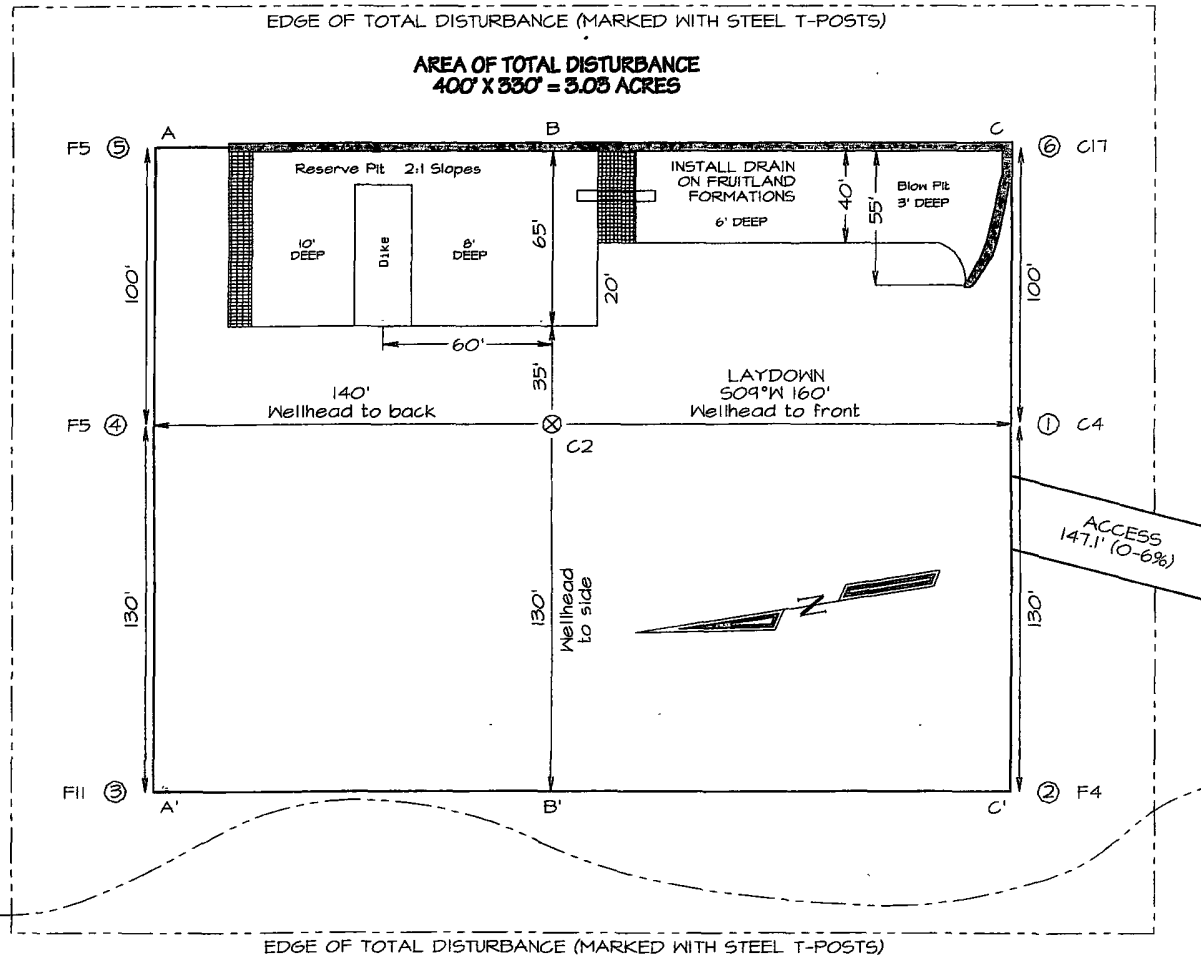 EDGE OF TOTAL DISTURBANCE (MARKED WITH STEEL T-POSTS)
AREA OF TOTAL DISTURBANCE
400' X 330' = 3.03 ACRES
A
B
C
F5 ⑤
⑥ C17
Reserve Pit 2:1 Slopes
INSTALL DRAIN
ON FRUITLAND
FORMATIONS
6' DEEP
40'
55'
Blow Pit
3' DEEP
10'
DEEP
Dike
8'
DEEP
65'
20'
100'
100'
60'
35'
140'
Wellhead to back
LAYDOWN
S09°W 160'
Wellhead to front
F5 ④
C2
① C4
ACCESS
147.1' (0-6%)
130'
130'
Wellhead
to side
N
130'
F11 ③
A'
B'
C'
② F4
EDGE OF TOTAL DISTURBANCE (MARKED WITH STEEL T-POSTS)